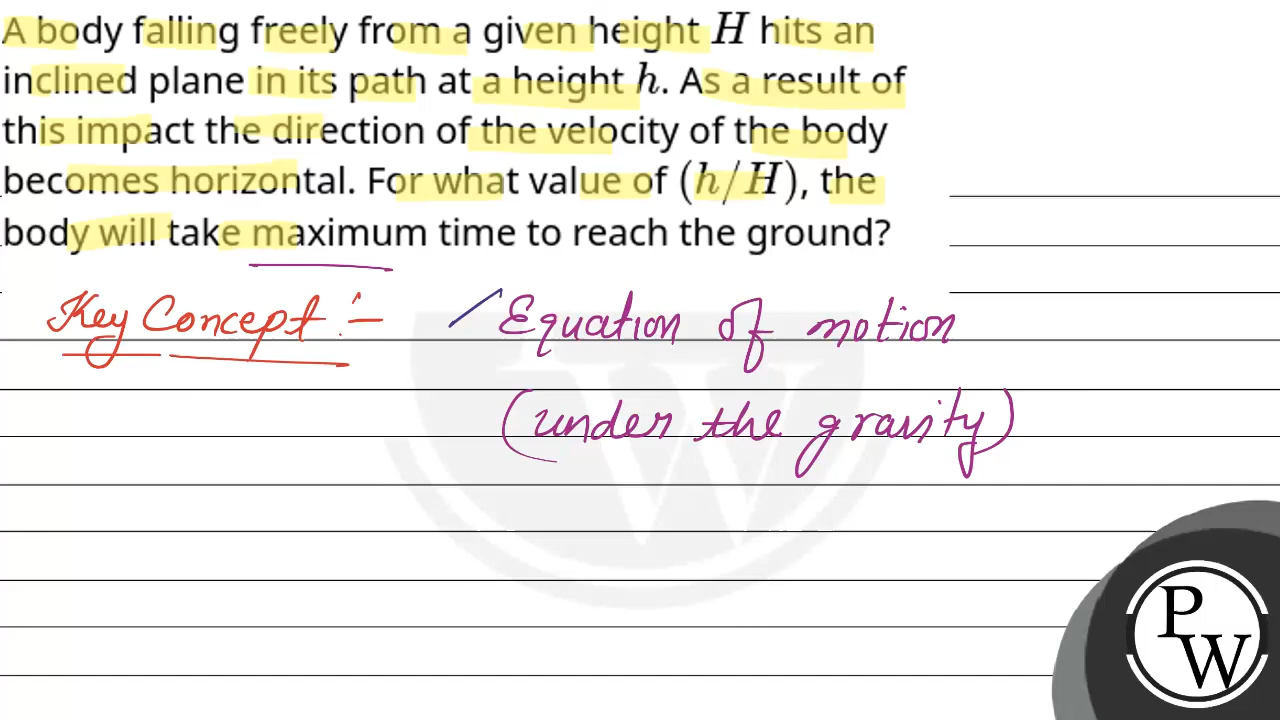 A body falling freely from a given height H hits an
inclined plane in its path at a height h. As a result of
this impact the direction of the velocity of the body
becomes horizontal. For what value of (h/H), the
body will take maximum time to reach the ground?
Key Concept :- Equation of motion
(under the gravity)
P
W